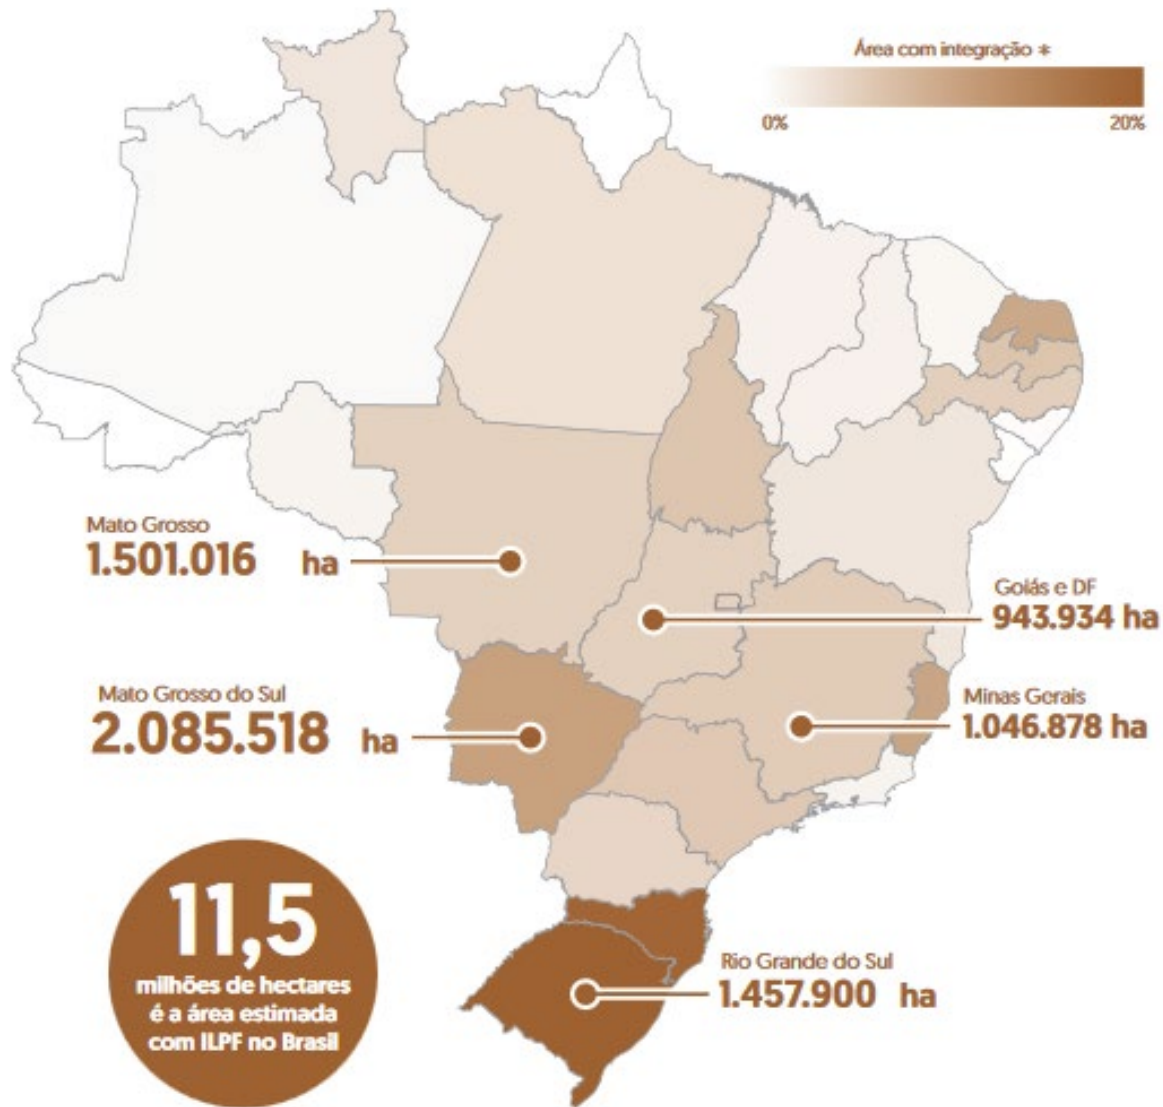 Área com integração *
0% 20%
Mato Grosso
1.501.016 ha
Goiás e DF
943.934 ha
Mato Grosso do Sul
2.085.518 ha
Minas Gerais
1.046.878 ha
11,5
milhões de hectares
é a área estimada
com ILPF no Brasil
Rio Grande do Sul
1.457.900 ha